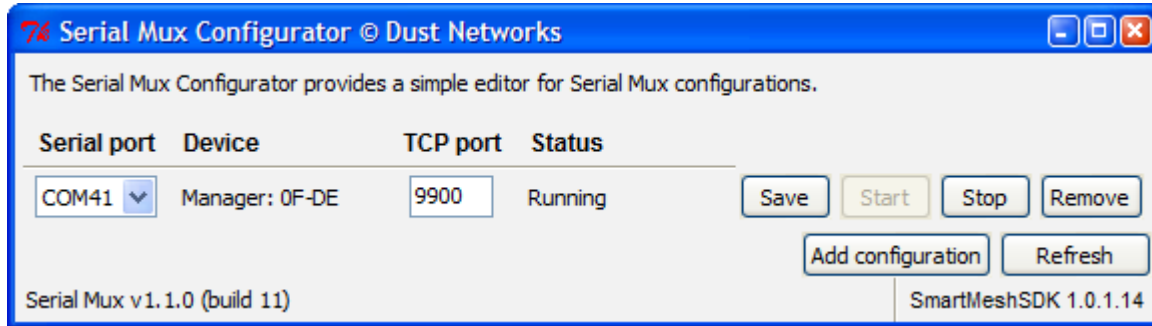 Serial Mux Configurator © Dust Networks
The Serial Mux Configurator provides a simple editor for Serial Mux configurations.
Serial port Device TCP port Status
COM41 Manager: 0F-DE 9900 Running Save Start Stop Remove
Add configuration Refresh
Serial Mux v1.1.0 (build 11) SmartMeshSDK 1.0.1.14